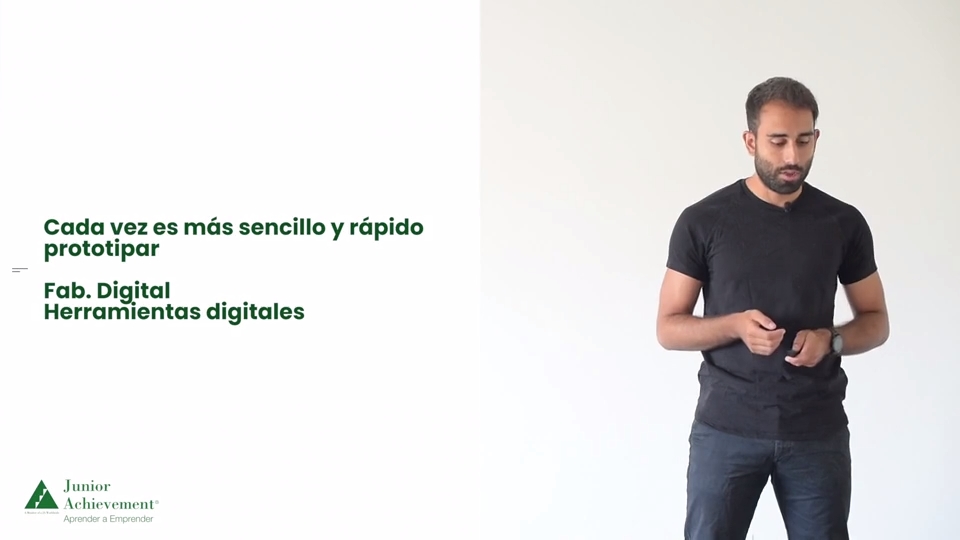 Cada vez es más sencillo y rápido
prototipar
Fab. Digital
Herramientas digitales
Junior
Achievement®
Aprender a Emprender